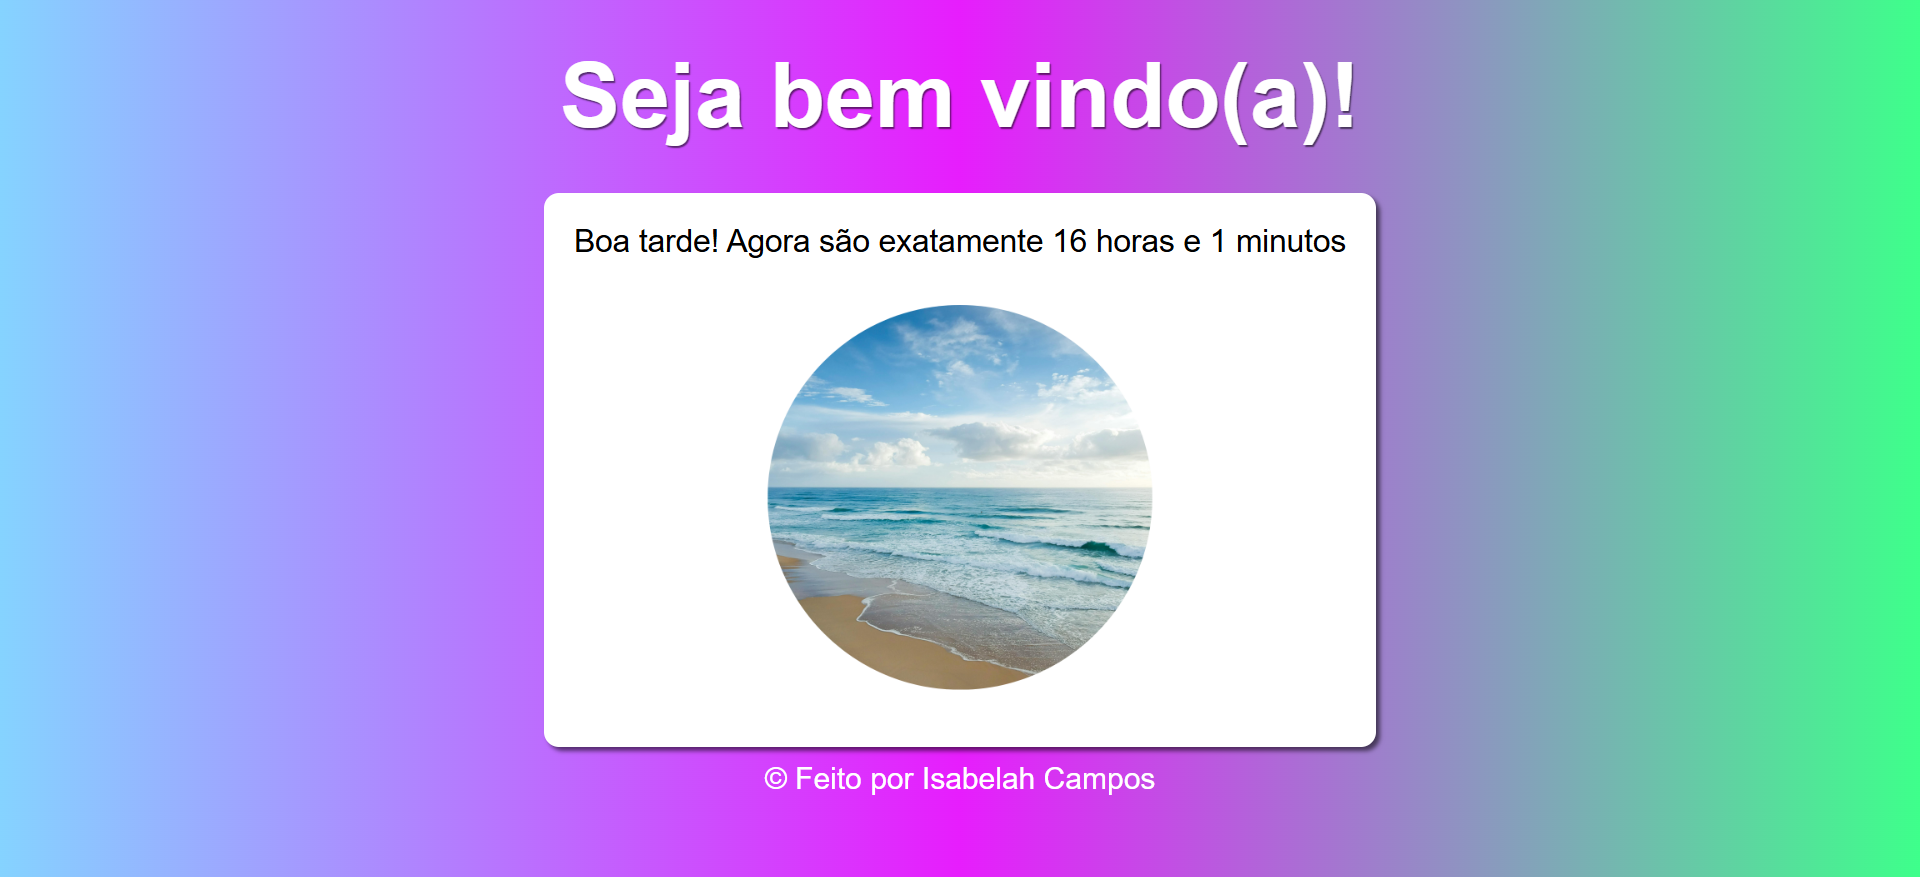 Seja bem vindo(a)!
Boa tarde! Agora são exatamente 16 horas e 1 minutos
© Feito por Isabelah Campos